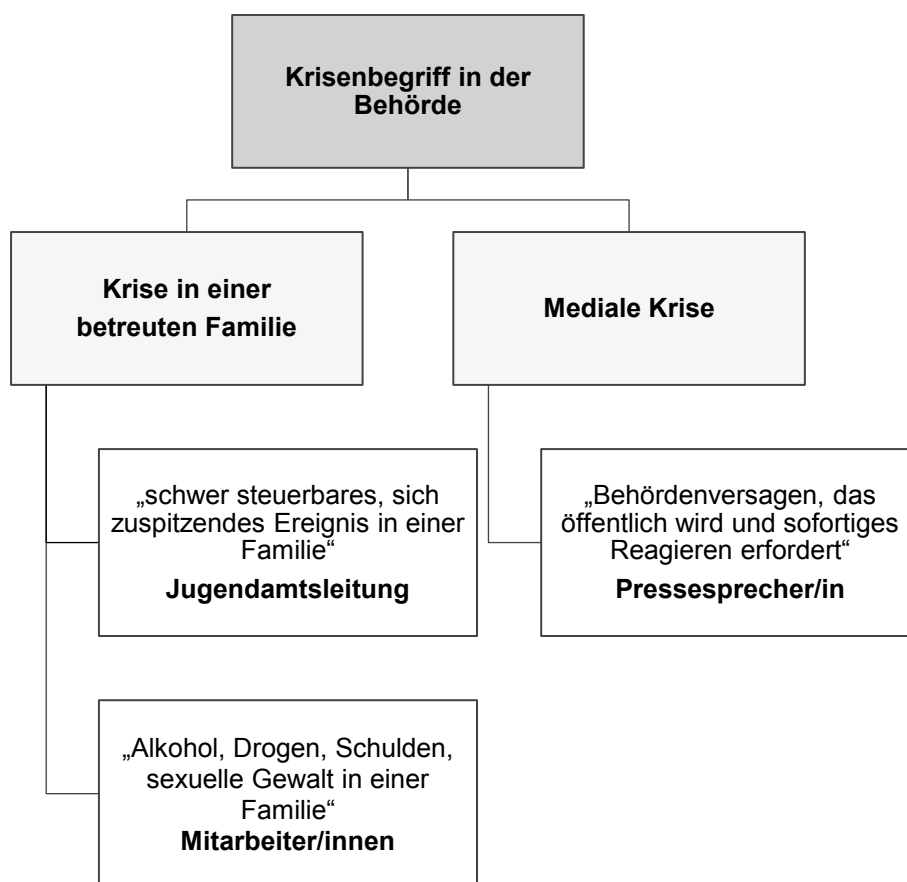 Krisenbegriff in der
Behörde
Krise in einer
betreuten Familie
Mediale Krise
„schwer steuerbares, sich
zuspitzendes Ereignis in einer
Familie“
Jugendamtsleitung
„Behördenversagen, das
öffentlich wird und sofortiges
Reagieren erfordert“
Pressesprecher/in
„Alkohol, Drogen, Schulden,
sexuelle Gewalt in einer
Familie“
Mitarbeiter/innen